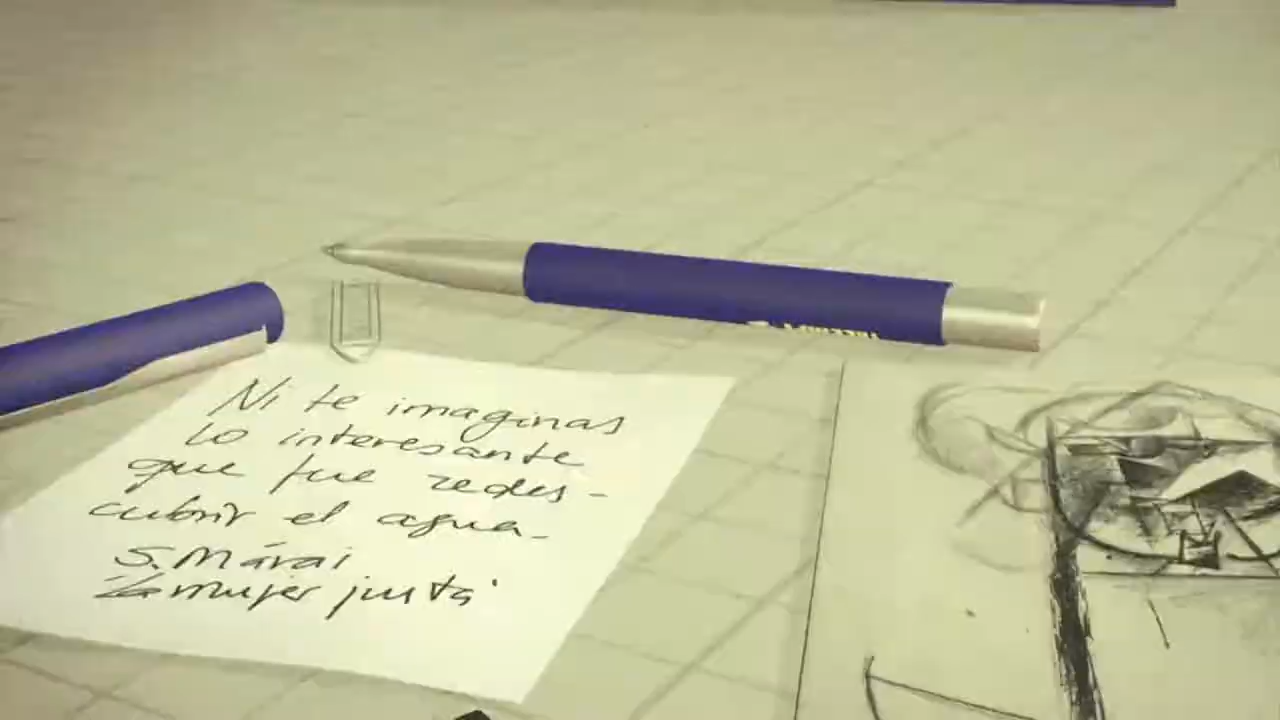 Ni te imaginas
lo interesante
que fue redes-
cubrir el agua.
S. Márai
"La mujer justa"